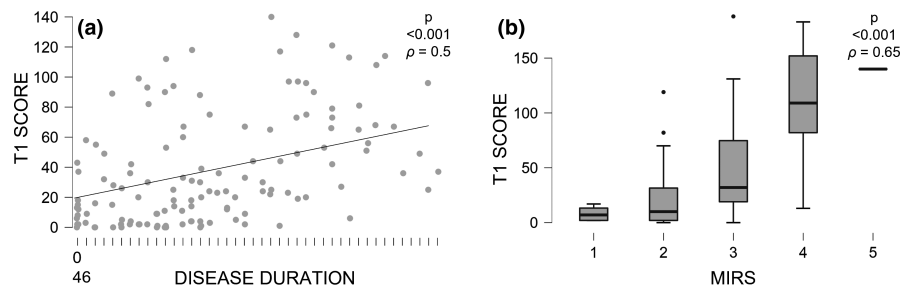 (a)
p
<0.001
ρ = 0.5
T1 SCORE
140
120
100
80
60
40
20
0
0
46
DISEASE DURATION
(b)
p
<0.001
ρ = 0.65
T1 SCORE
150
100
50
0
1 2 3 4 5
MIRS